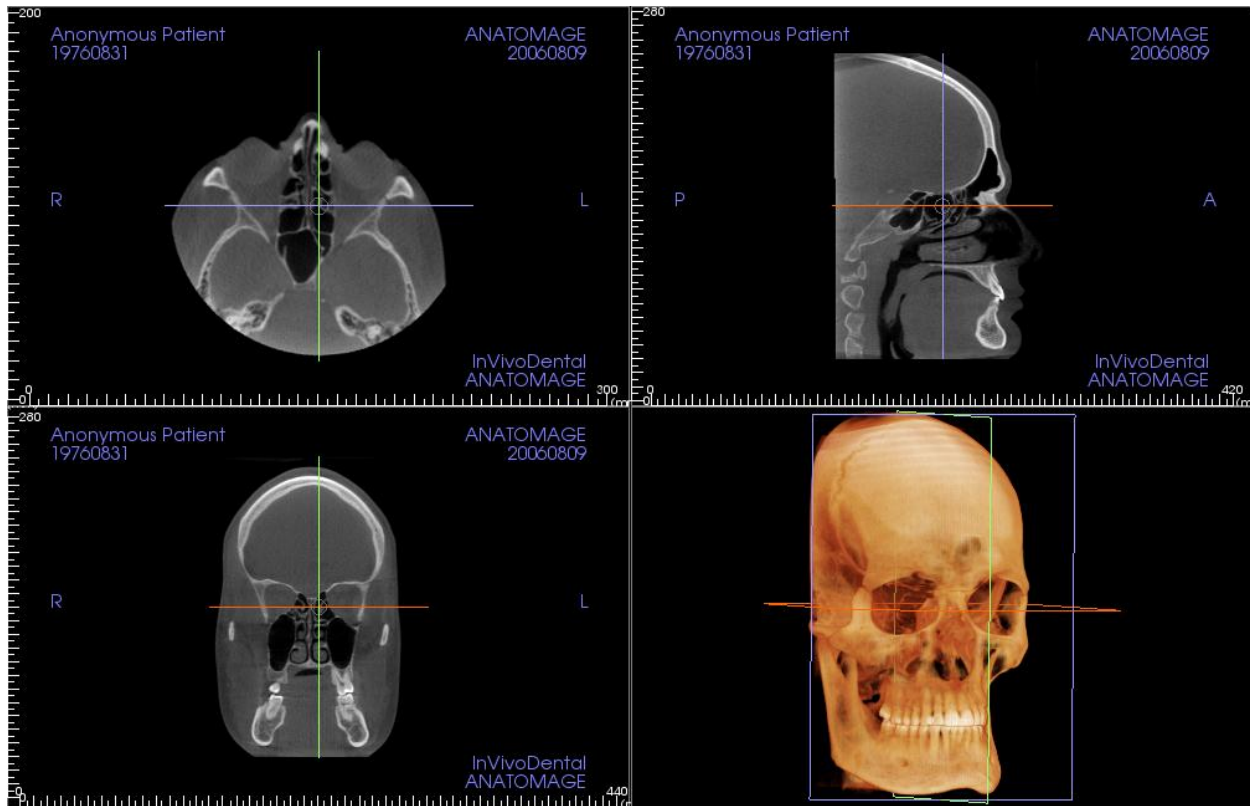 200
Anonymous Patient
19760831
ANATOMAGE
20060809
R
L
InVivoDental
ANATOMAGE
0
300
280
Anonymous Patient
19760831
ANATOMAGE
20060809
P
A
InVivoDental
ANATOMAGE
0
420
280
Anonymous Patient
19760831
ANATOMAGE
20060809
R
L
InVivoDental
ANATOMAGE
0
440